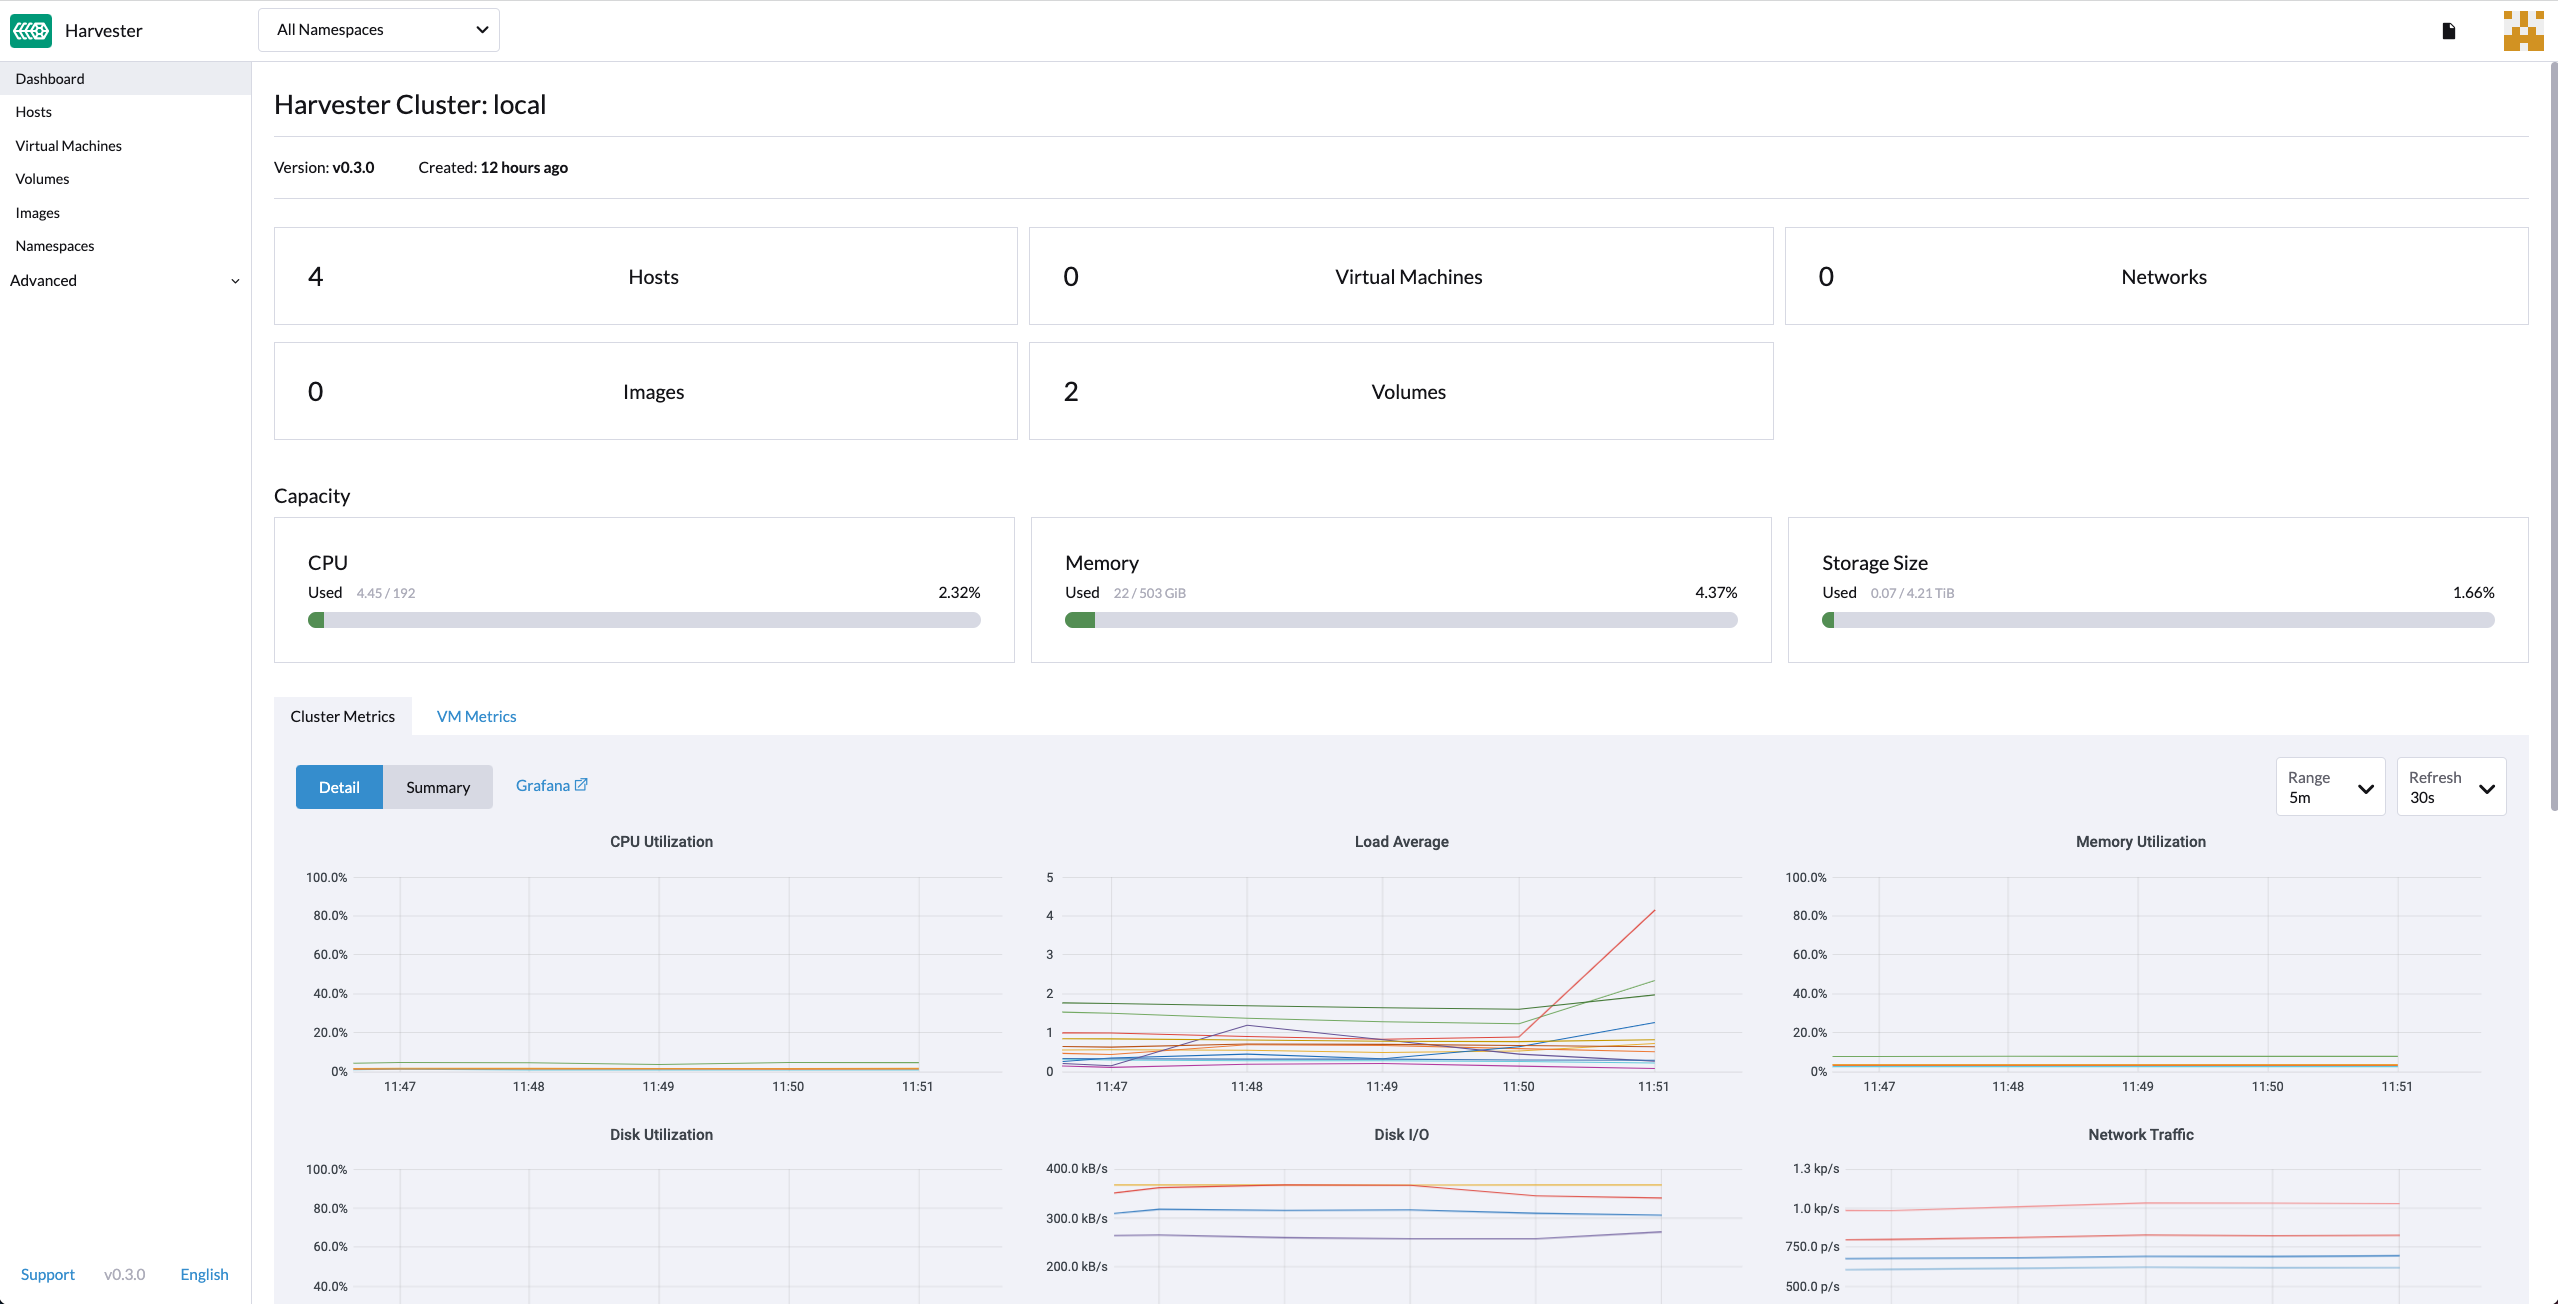 Harvester
All Namespaces
Dashboard
Hosts
Virtual Machines
Volumes
Images
Namespaces
Advanced
Support v0.3.0 English
Harvester Cluster: local
Version: v0.3.0 Created: 12 hours ago
4 Hosts
0 Virtual Machines
0 Networks
0 Images
2 Volumes
Capacity
CPU
Used 4.45 / 192 2.32%
Memory
Used 22 / 503 GiB 4.37%
Storage Size
Used 0.07 / 4.21 TiB 1.66%
Cluster Metrics VM Metrics
Detail Summary Grafana
Range
5m
Refresh
30s
CPU Utilization
100.0%
80.0%
60.0%
40.0%
20.0%
0%
11:47 11:48 11:49 11:50 11:51
Load Average
5
4
3
2
1
0
11:47 11:48 11:49 11:50 11:51
Memory Utilization
100.0%
80.0%
60.0%
40.0%
20.0%
0%
11:47 11:48 11:49 11:50 11:51
Disk Utilization
100.0%
80.0%
60.0%
40.0%
Disk I/O
400.0 kB/s
300.0 kB/s
200.0 kB/s
Network Traffic
1.3 kp/s
1.0 kp/s
750.0 p/s
500.0 p/s